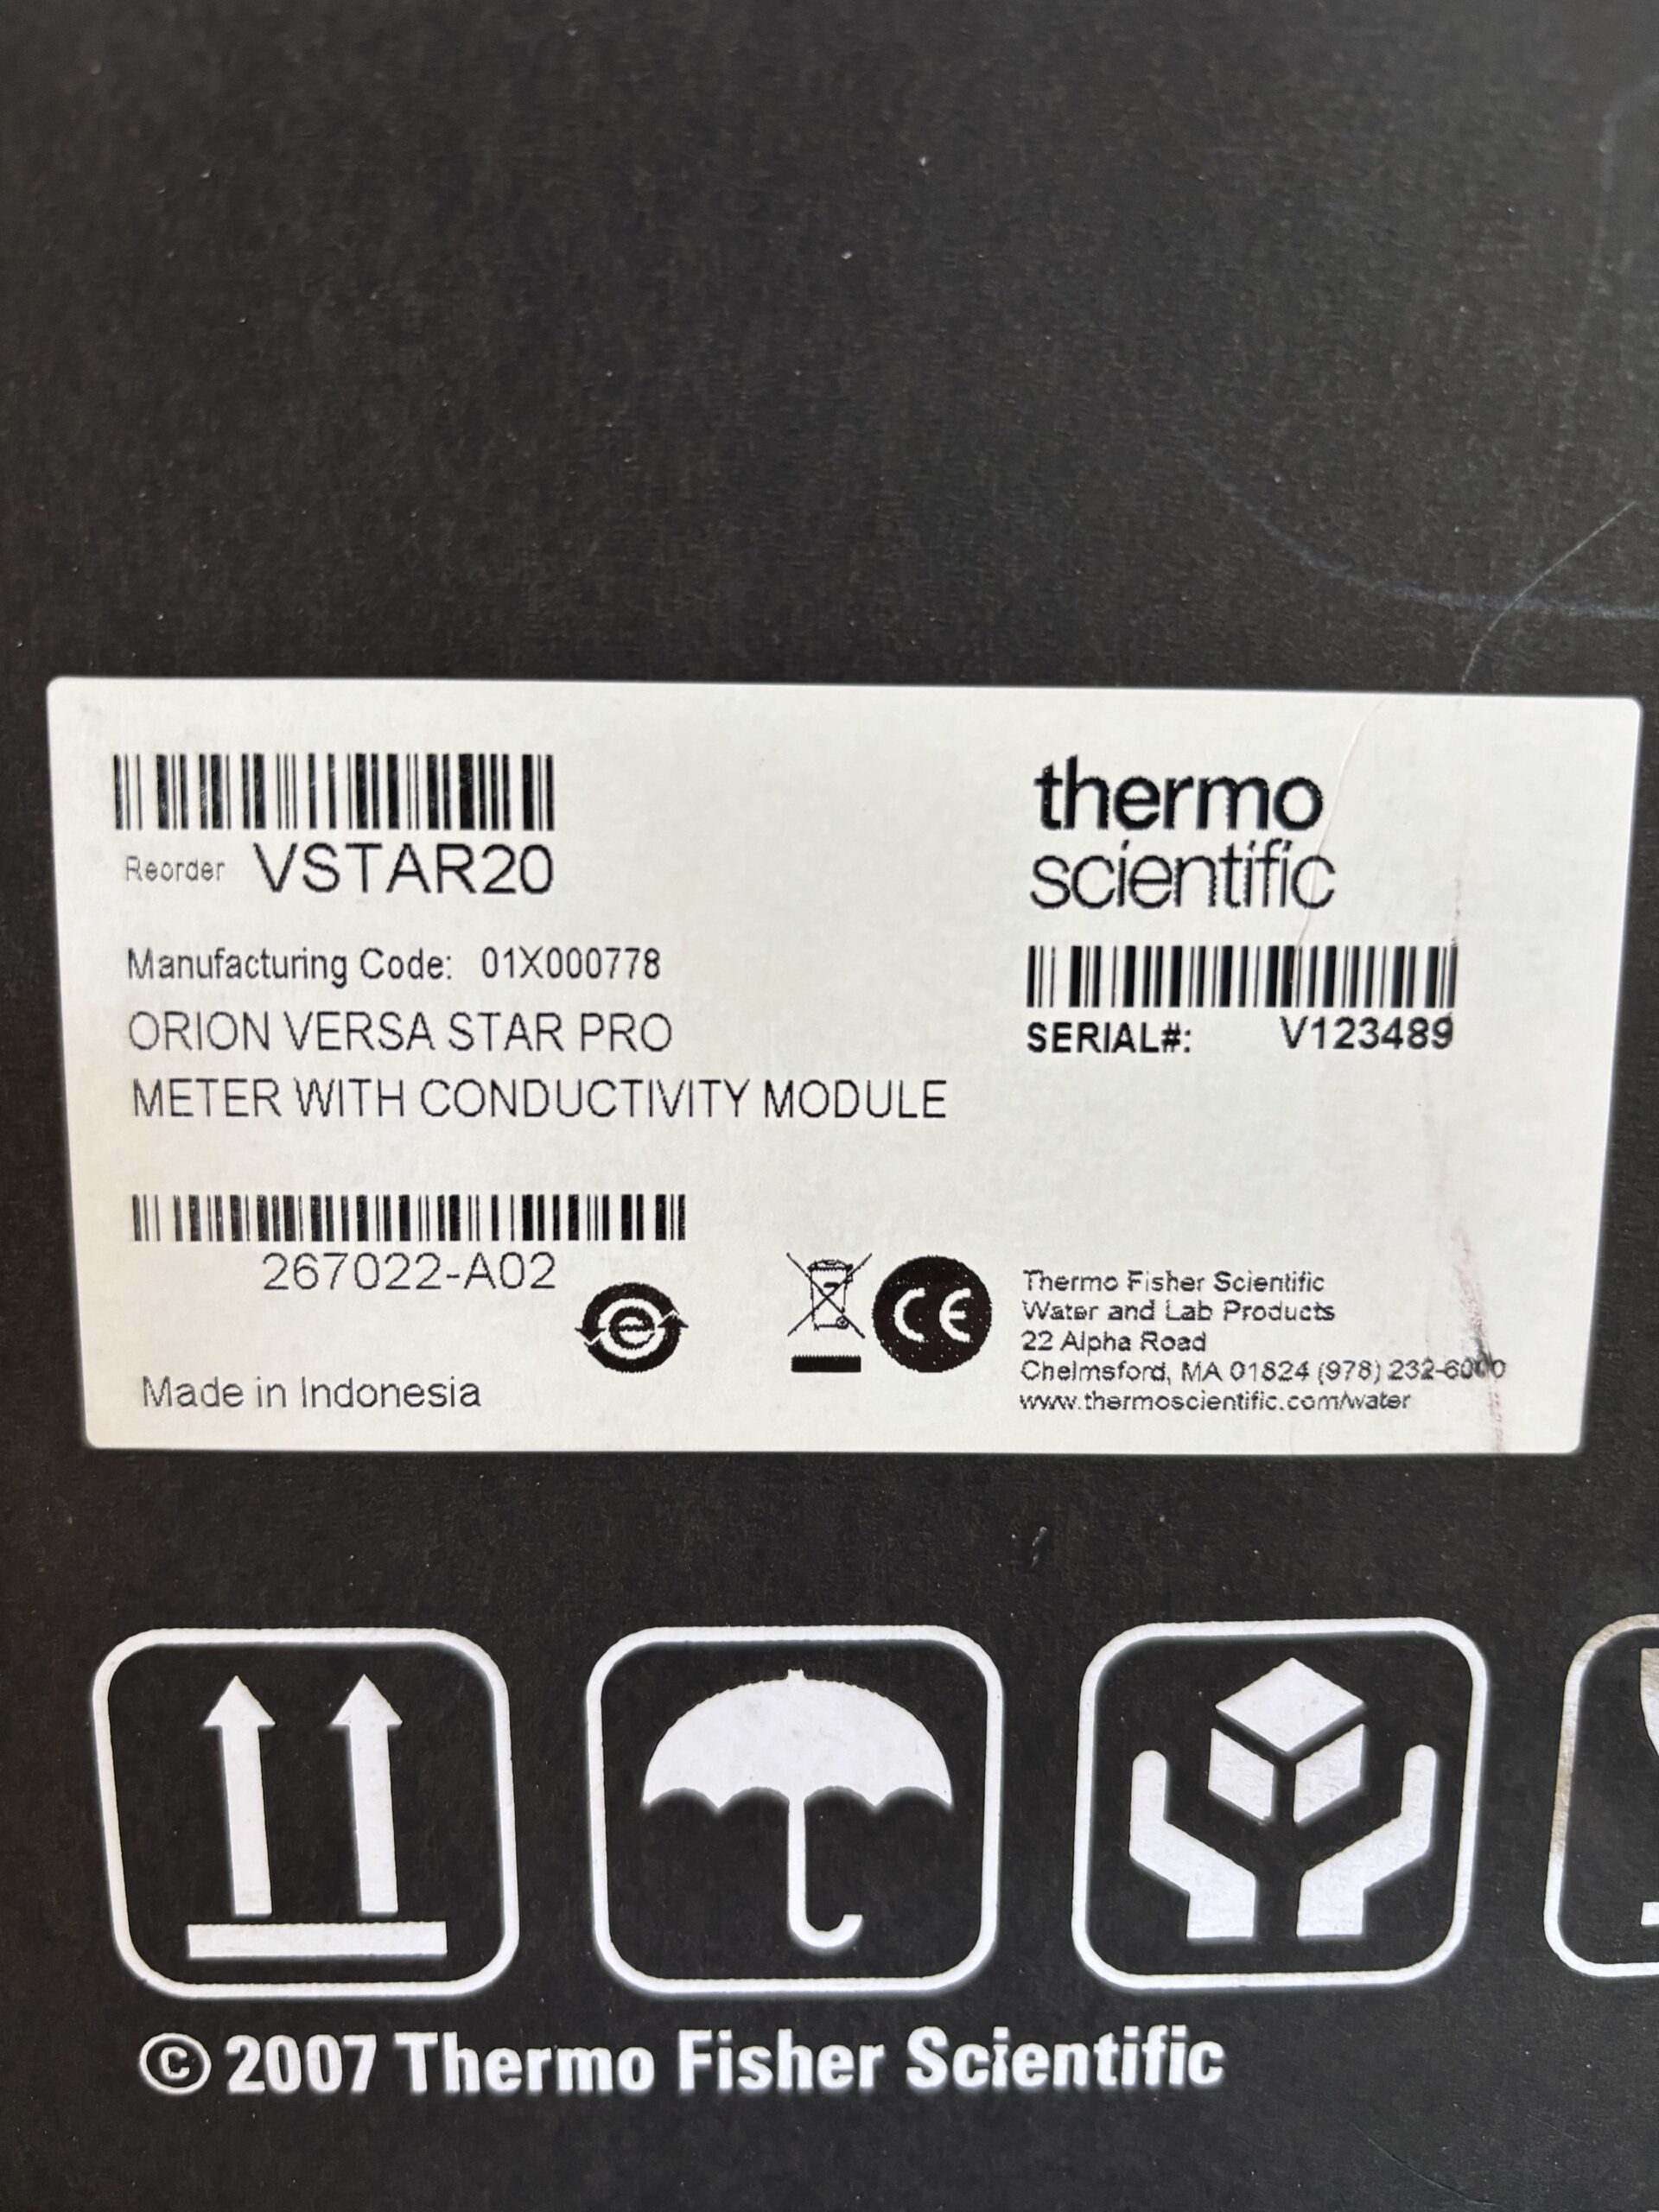 Reorder VSTAR20
Manufacturing Code: 01X000778
ORION VERSA STAR PRO
METER WITH CONDUCTIVITY MODULE
267022-A02
Made in Indonesia
thermo
scientific
SERIAL#: V123489
CE
Thermo Fisher Scientific
Water and Lab Products
22 Alpha Road
Chelmsford, MA 01824 (978) 232-6000
www.thermoscientific.com/water
© 2007 Thermo Fisher Scientific